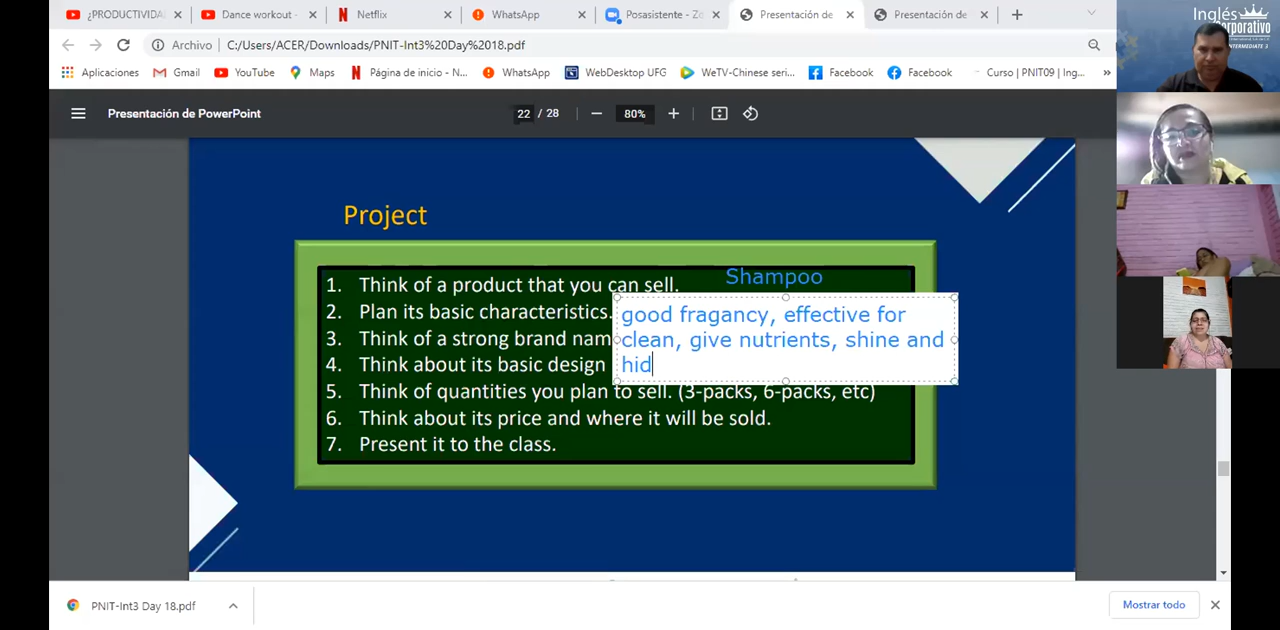 ¿PRODUCTIVIDA
Dance workout -
Netflix
WhatsApp
Posasistente - Zo
Presentación de
Presentación de
Archivo
C:/Users/ACER/Downloads/PNIT-Int3%20Day%2018.pdf
Aplicaciones
Gmail
YouTube
Maps
Página de inicio - N...
WhatsApp
WebDesktop UFG
WeTV-Chinese seri...
Facebook
Facebook
Curso | PNIT09 | Ing...
»
Presentación de PowerPoint
22 / 28
80%
Inglés
Corporativo
INTERMEDIATE 3
Project
1. Think of a product that you can sell.
Shampoo
2. Plan its basic characteristics.
good fragancy, effective for
3. Think of a strong brand nam
clean, give nutrients, shine and
4. Think about its basic design
hid
5. Think of quantities you plan to sell. (3-packs, 6-packs, etc)
6. Think about its price and where it will be sold.
7. Present it to the class.
PNIT-Int3 Day 18.pdf
Mostrar todo